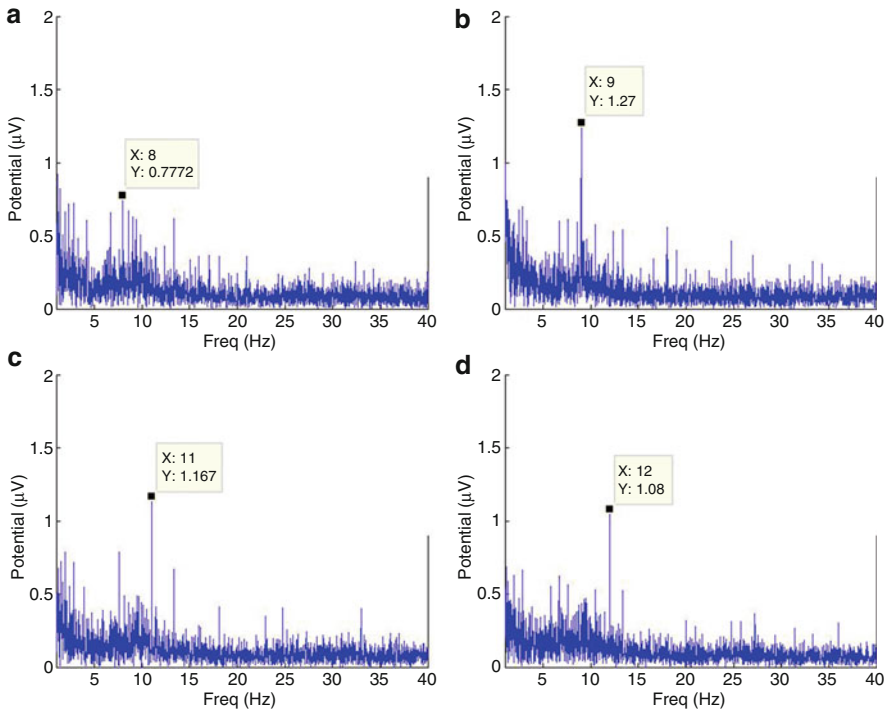 a
2
1.5
1
0.5
0
Potential (µV)
X: 8
Y: 0.7772
5 10 15 20 25 30 35 40
Freq (Hz)
b
2
1.5
1
0.5
0
Potential (µV)
X: 9
Y: 1.27
5 10 15 20 25 30 35 40
Freq (Hz)
c
2
1.5
1
0.5
0
Potential (µV)
X: 11
Y: 1.167
5 10 15 20 25 30 35 40
Freq (Hz)
d
2
1.5
1
0.5
0
Potential (µV)
X: 12
Y: 1.08
5 10 15 20 25 30 35 40
Freq (Hz)